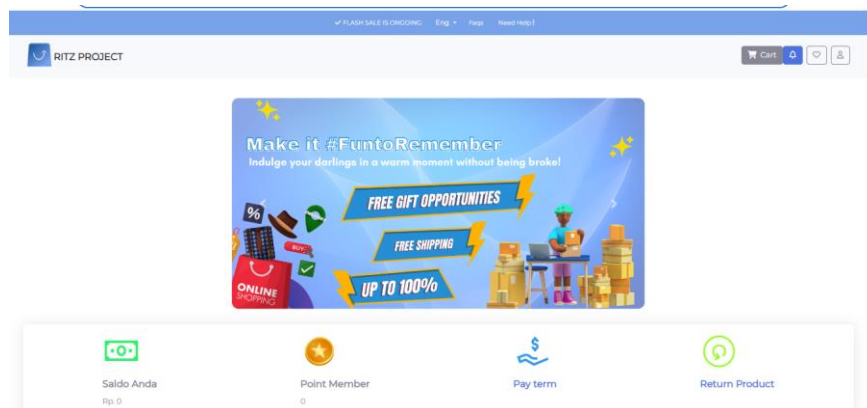 ✓ FLASH SALE IS ONGOING Eng Faqs Need Help?
RITZ PROJECT
Cart
Make it #FuntoRemember
Indulge your darlings in a warm moment without being broke!
FREE GIFT OPPORTUNITIES
%
FREE SHIPPING
BUY
UP TO 100%
ONLINE
SHOPPING
Saldo Anda Point Member Pay term Return Product
Rp. 0 0